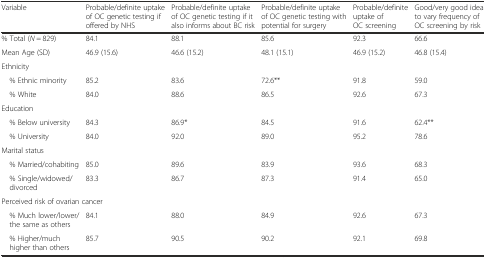 Variable Probable/definite uptake of OC genetic testing if offered by NHS Probable/definite uptake of OC genetic testing if it also informs about BC risk Probable/definite uptake of OC genetic testing with potential for surgery Probable/definite uptake of OC screening Good/very good idea to vary frequency of OC screening by risk
% Total (N = 829) 84.1 88.1 85.6 92.3 66.6
Mean Age (SD) 46.9 (15.6) 46.6 (15.2) 48.1 (15.1) 46.9 (15.2) 46.8 (15.4)
Ethnicity
% Ethnic minority 85.2 83.6 72.6** 91.8 59.0
% White 84.0 88.6 86.5 92.6 67.3
Education
% Below university 84.3 86.9* 84.5 91.6 62.4**
% University 84.0 92.0 89.0 95.2 78.6
Marital status
% Married/cohabiting 85.0 89.6 83.9 93.6 68.3
% Single/widowed/divorced 83.3 86.7 87.3 91.4 65.0
Perceived risk of ovarian cancer
% Much lower/lower/the same as others 84.1 88.0 84.9 92.6 67.3
% Higher/much higher than others 85.7 90.5 90.2 92.1 69.8